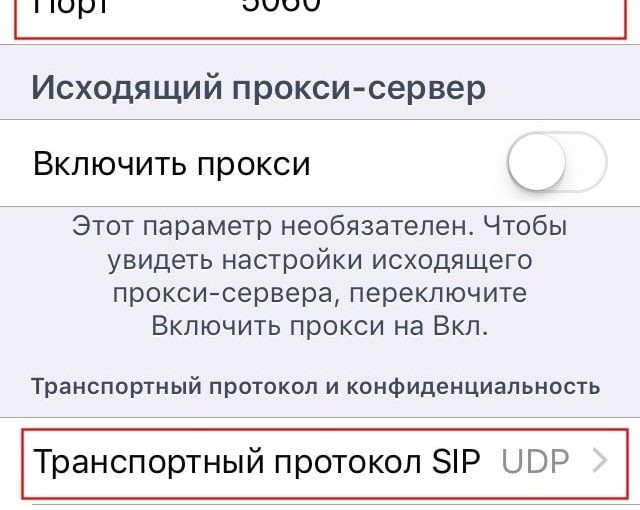 Порт 5060
Исходящий прокси-сервер
Включить прокси
Этот параметр необязателен. Чтобы
увидеть настройки исходящего
прокси-сервера, переключите
Включить прокси на Вкл.
Транспортный протокол и конфиденциальность
Транспортный протокол SIP UDP